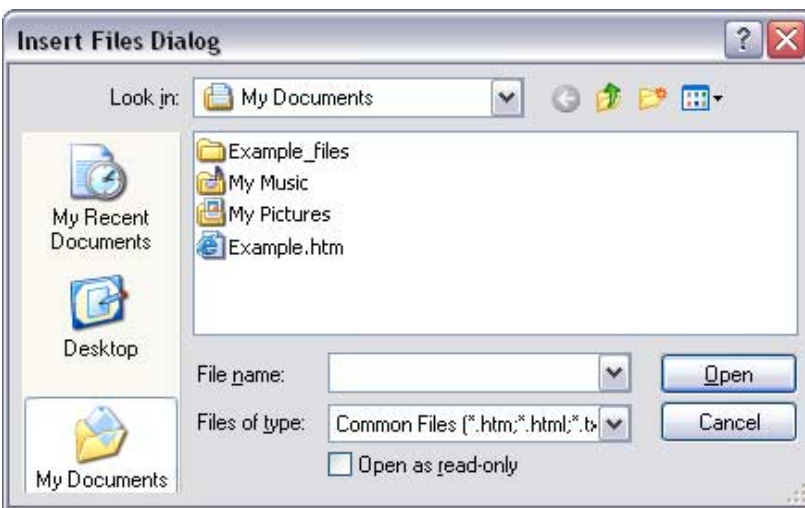 Insert Files Dialog
Look in: My Documents
Example_files
My Music
My Pictures
Example.htm
My Recent
Documents
Desktop
My Documents
File name:
Open
Files of type: Common Files (*.htm;*.html;*.tx
Cancel
Open as read-only